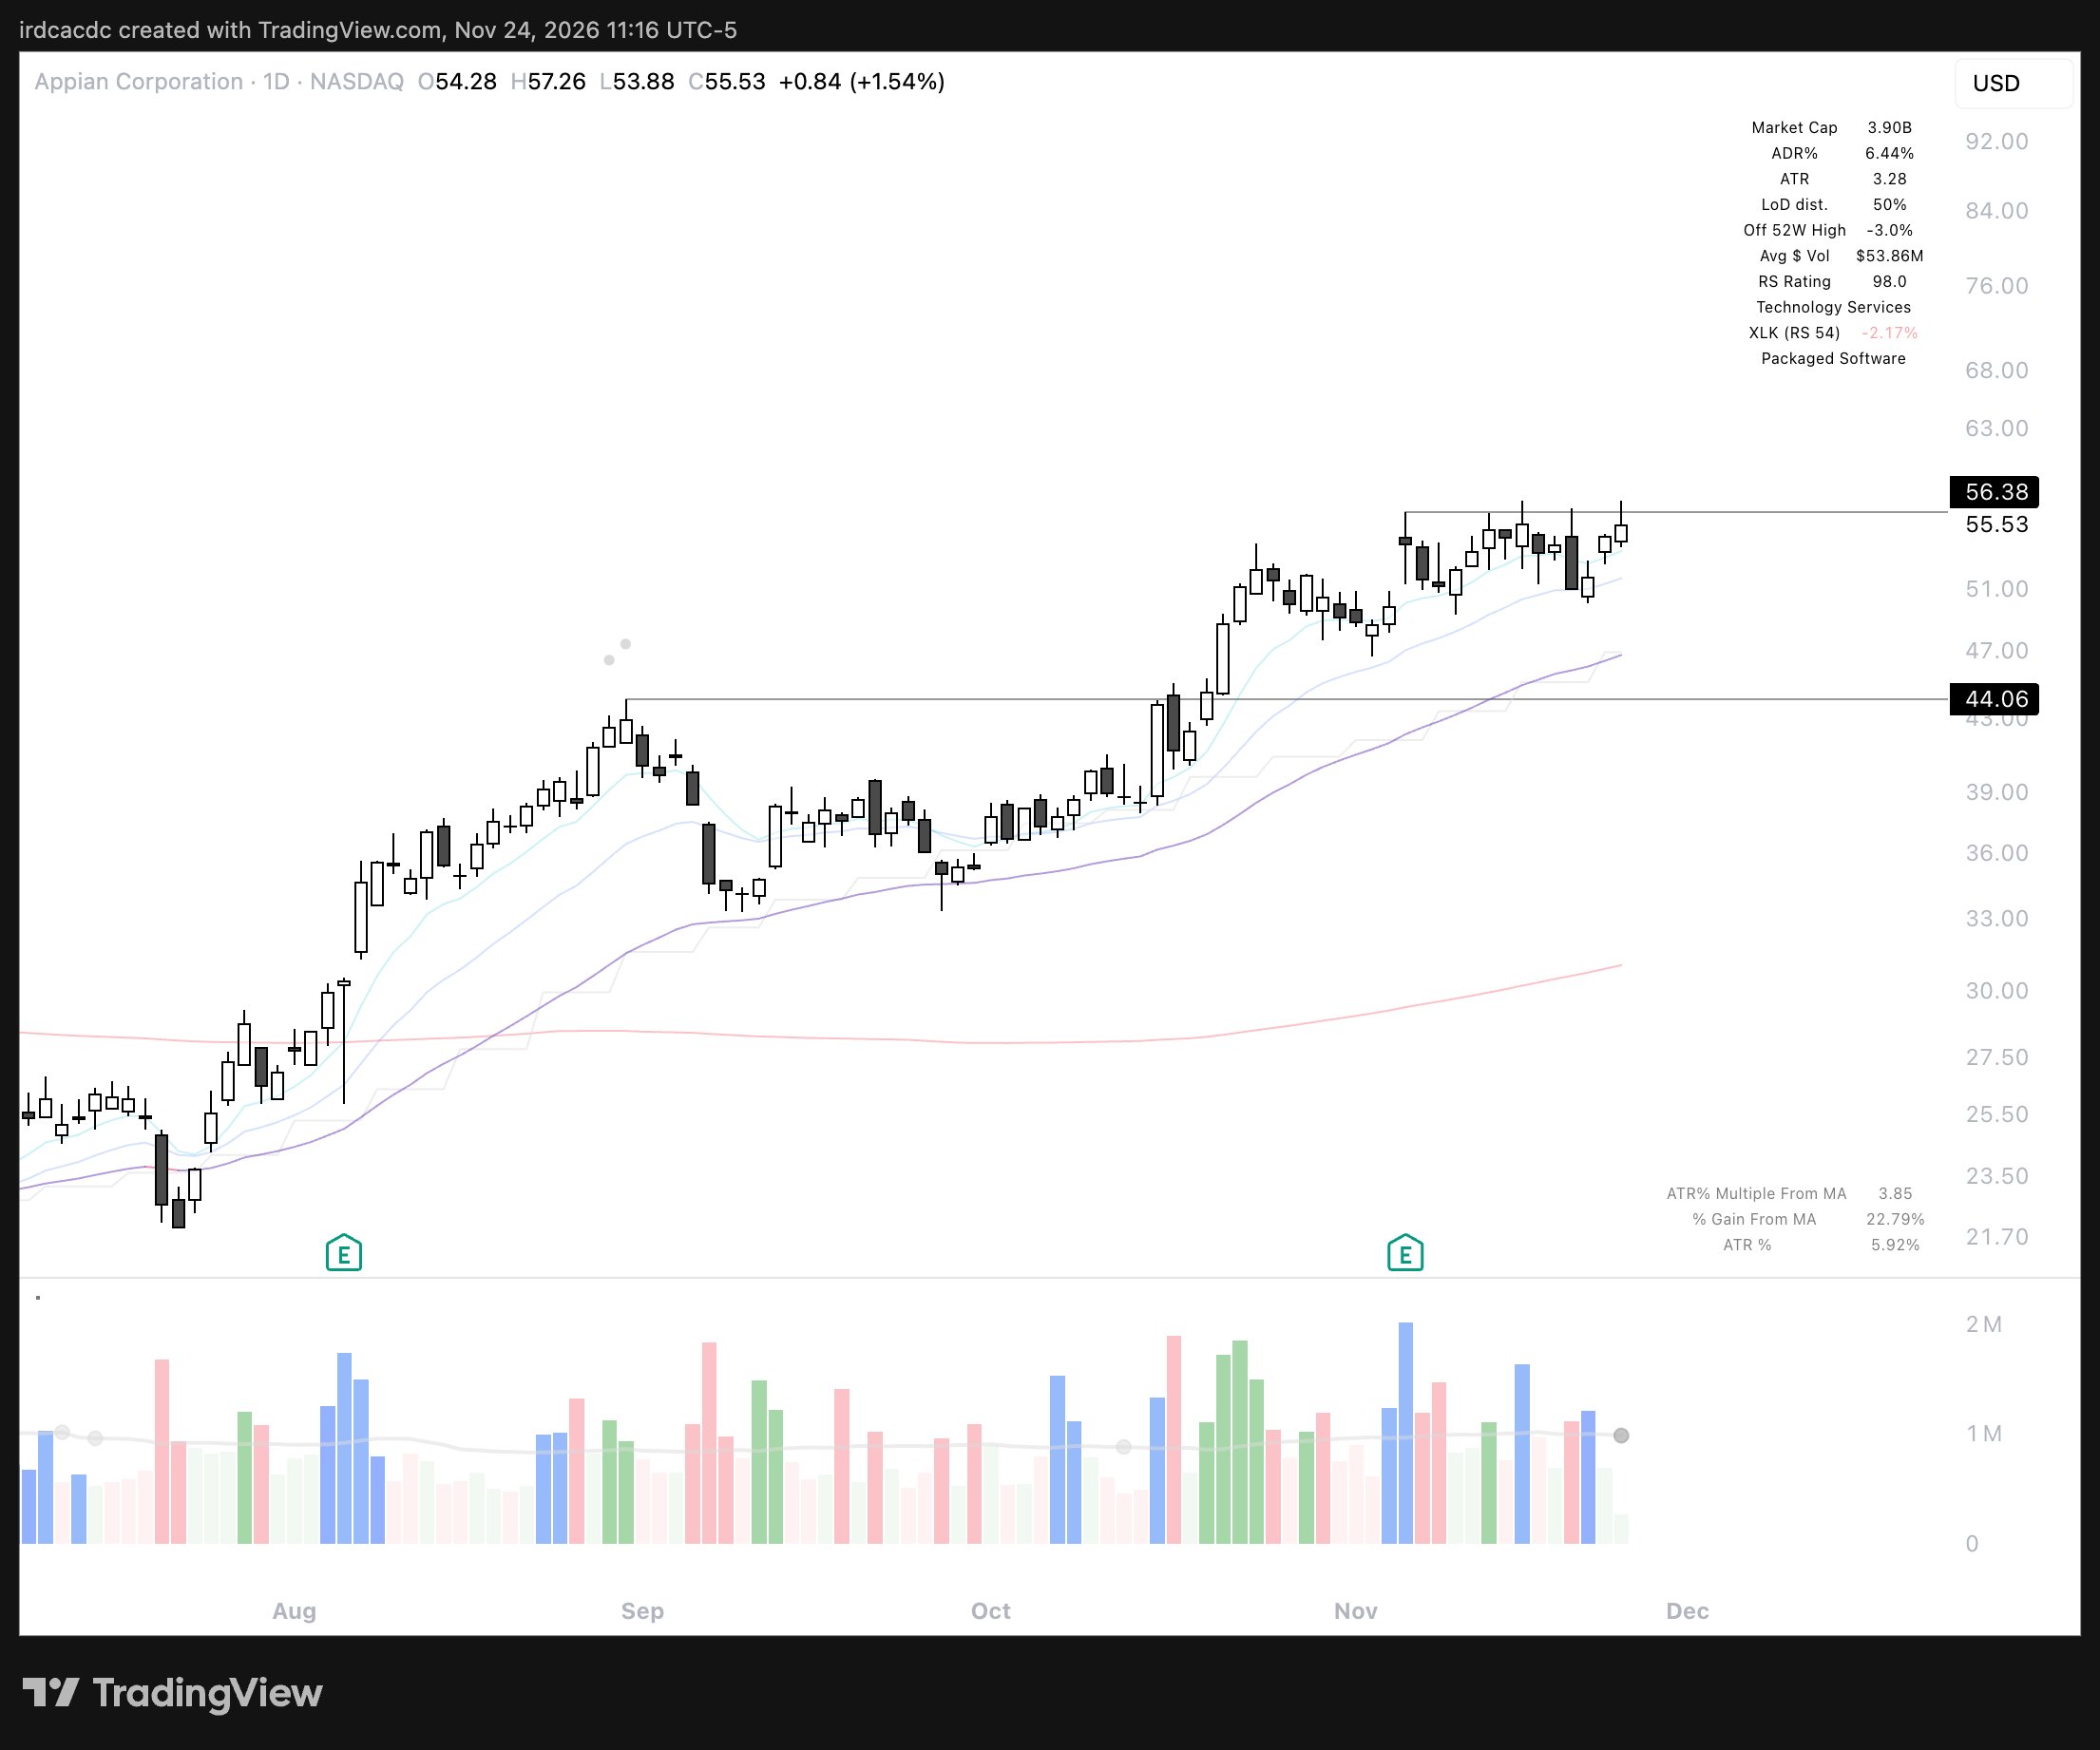 irdcacdc created with TradingView.com, Nov 24, 2026 11:16 UTC-5
Appian Corporation · 1D · NASDAQ O54.28 H57.26 L53.88 C55.53 +0.84 (+1.54%)
USD
Market Cap 3.90B
ADR% 6.44%
ATR 3.28
LoD dist. 50%
Off 52W High -3.0%
Avg $ Vol $53.86M
RS Rating 98.0
Technology Services
XLK (RS 54) -2.17%
Packaged Software
92.00
84.00
76.00
68.00
63.00
56.38
55.53
51.00
47.00
44.06
43.00
39.00
36.00
33.00
30.00
27.50
25.50
23.50
21.70
ATR% Multiple From MA 3.85
% Gain From MA 22.79%
ATR % 5.92%
E
E
2 M
1 M
0
Aug Sep Oct Nov Dec
TradingView